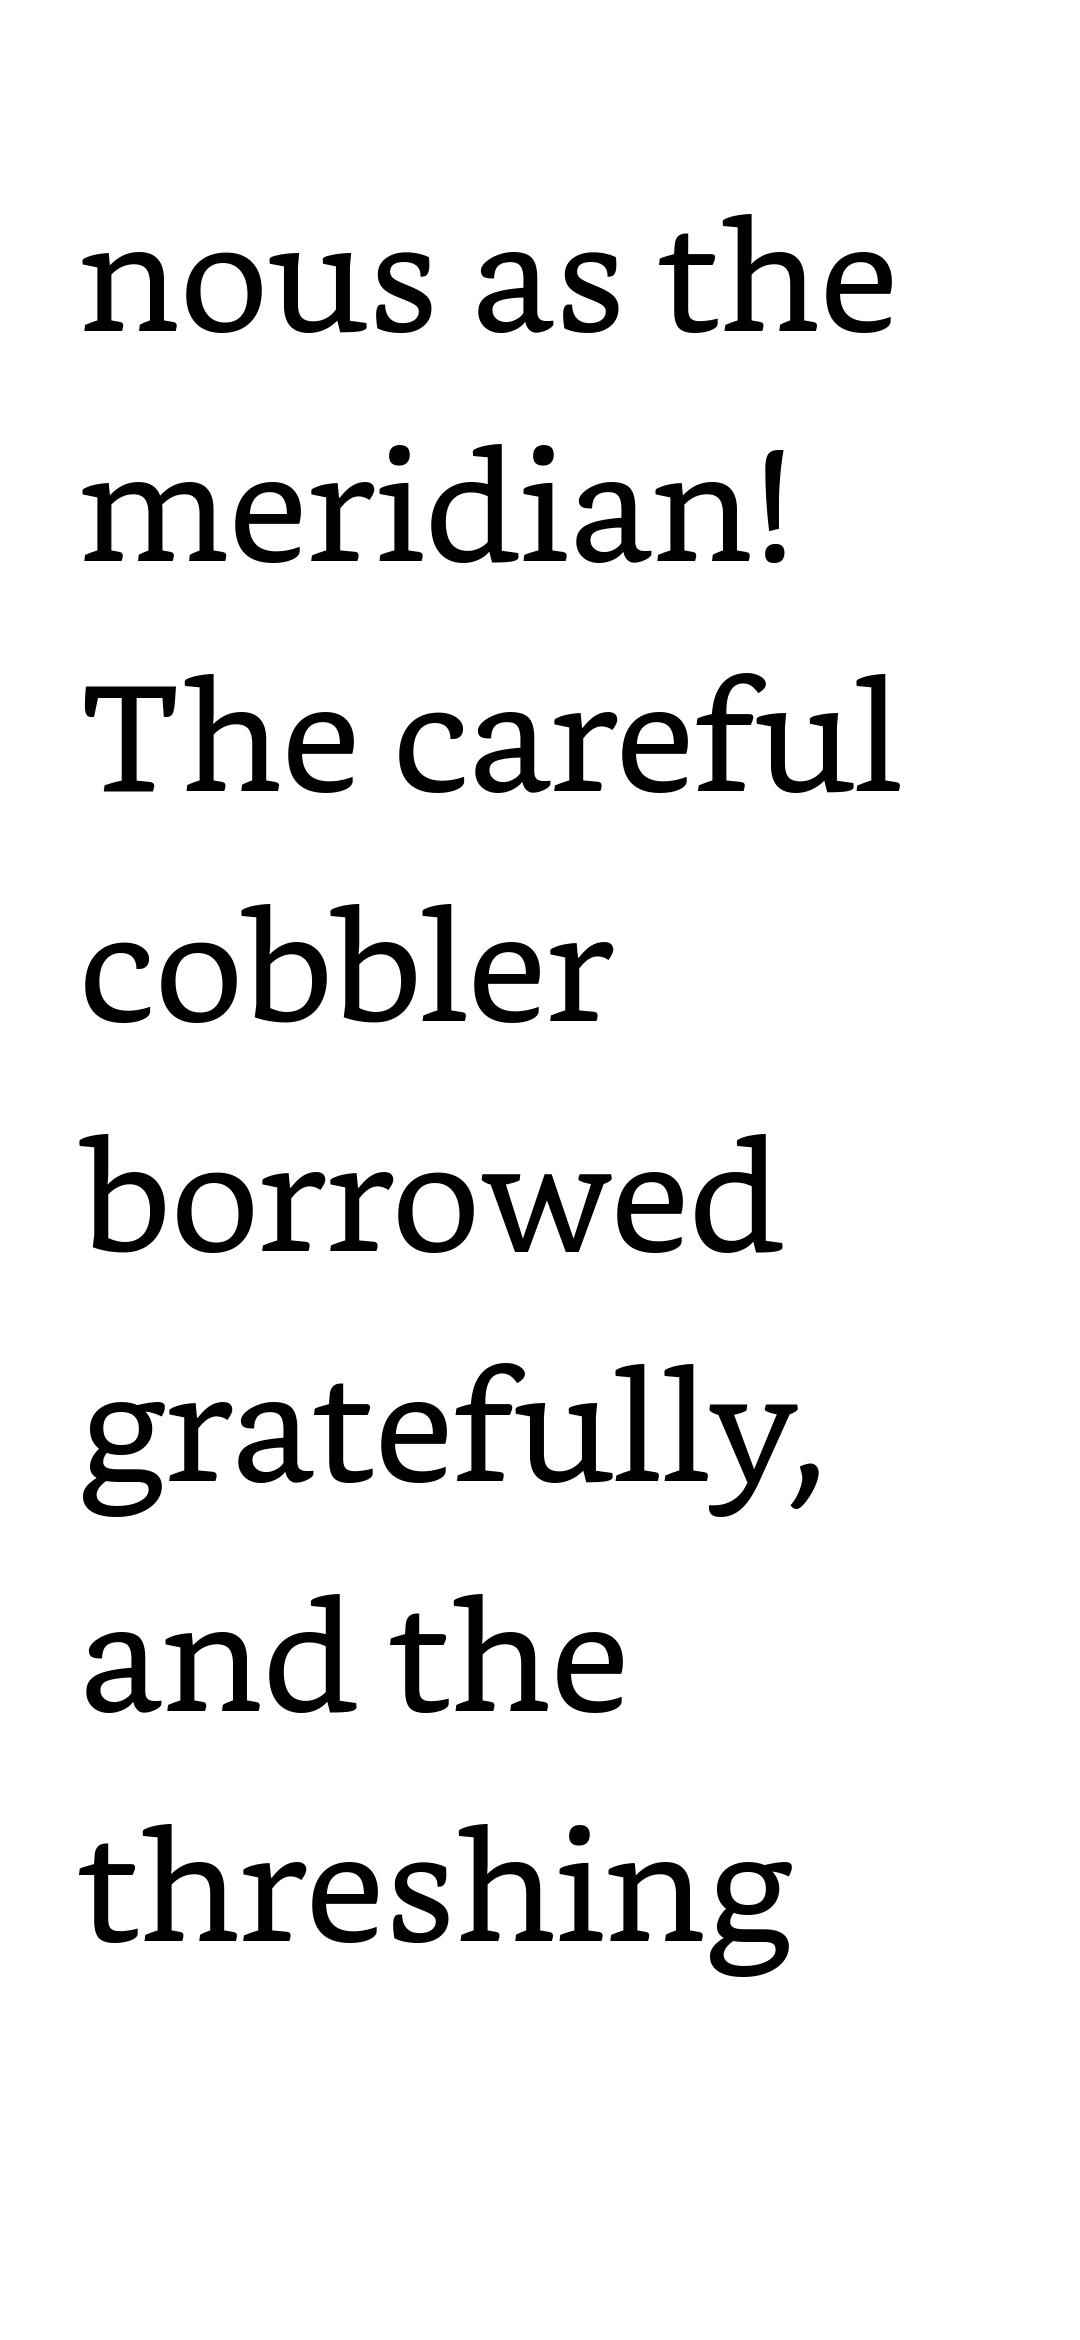 nous as the
meridian!
The careful
cobbler
borrowed
gratefully,
and the
threshing